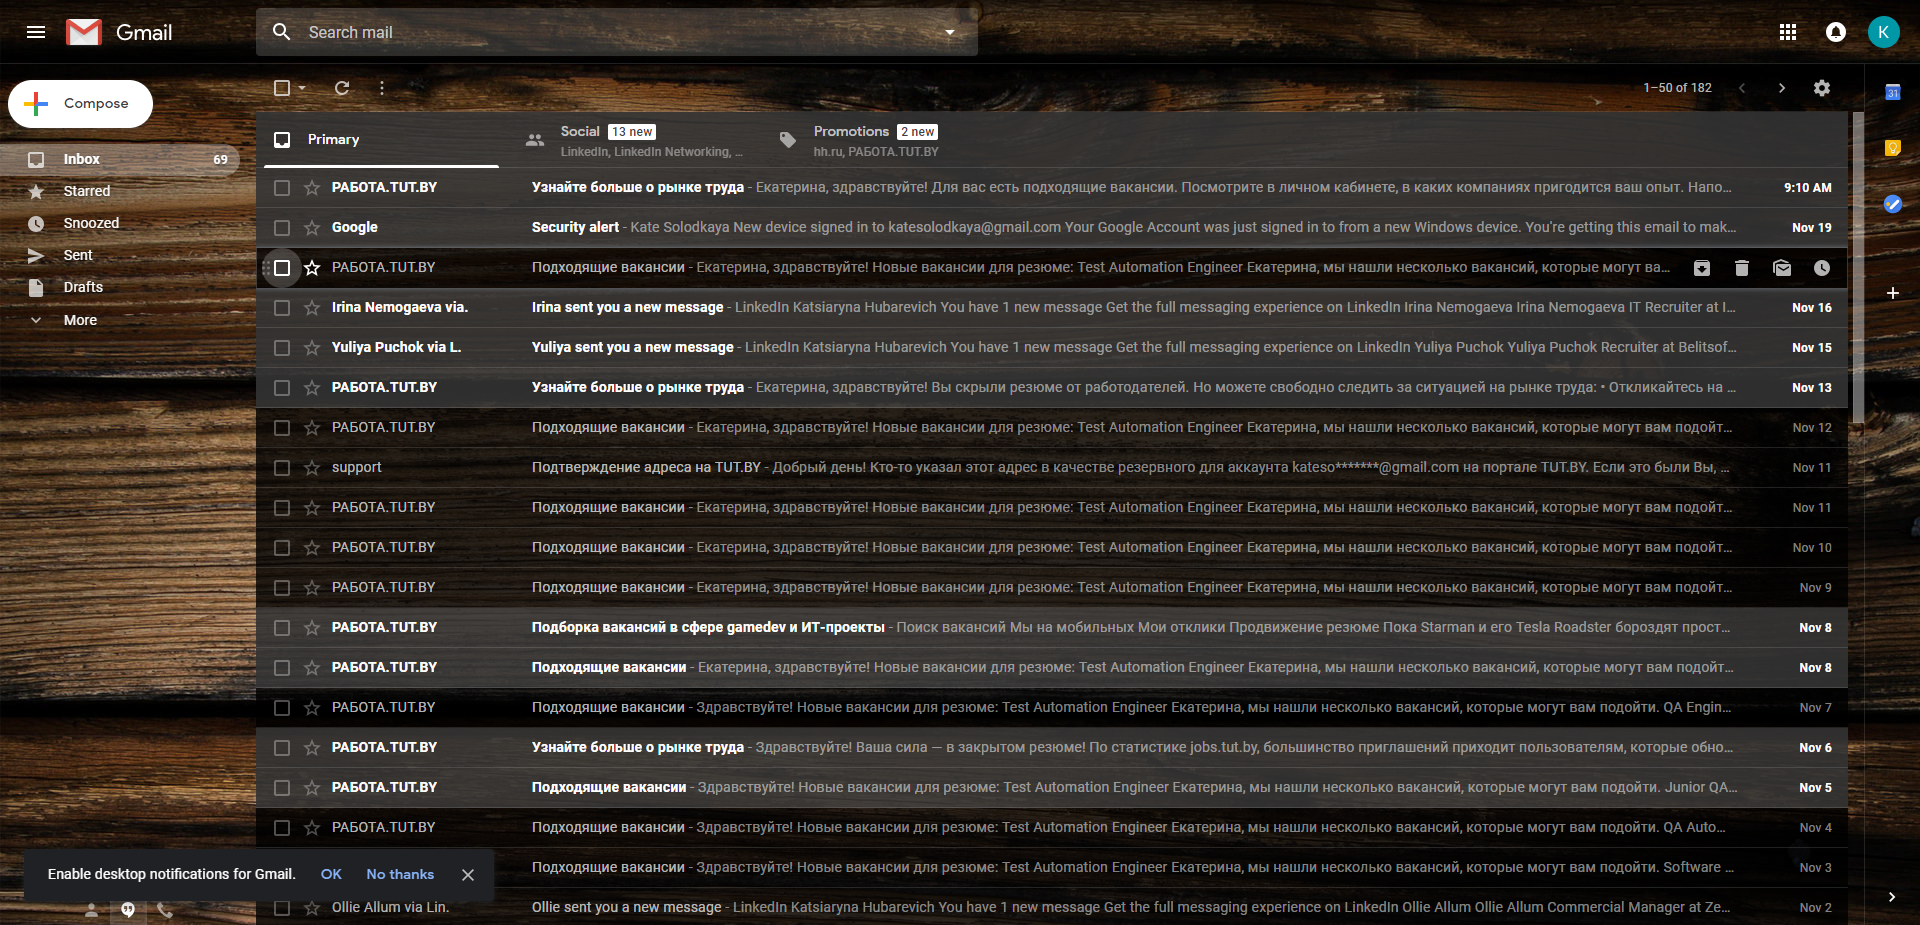 Gmail
Search mail
K
Compose
1–50 of 182
31
Primary
Social 13 new
LinkedIn, LinkedIn Networking, ...
Promotions 2 new
hh.ru, РАБОТА.TUT.BY
Inbox 69
Starred
Snoozed
Sent
Drafts
More
РАБОТА.TUT.BY Узнайте больше о рынке труда - Екатерина, здравствуйте! Для вас есть подходящие вакансии. Посмотрите в личном кабинете, в каких компаниях пригодится ваш опыт. Напо... 9:10 AM
Google Security alert - Kate Solodkaya New device signed in to katesolodkaya@gmail.com Your Google Account was just signed in to from a new Windows device. You're getting this email to mak... Nov 19
РАБОТА.TUT.BY Подходящие вакансии - Екатерина, здравствуйте! Новые вакансии для резюме: Test Automation Engineer Екатерина, мы нашли несколько вакансий, которые могут ва...
Irina Nemogaeva via. Irina sent you a new message - LinkedIn Katsiaryna Hubarevich You have 1 new message Get the full messaging experience on LinkedIn Irina Nemogaeva Irina Nemogaeva IT Recruiter at I... Nov 16
Yuliya Puchok via L. Yuliya sent you a new message - LinkedIn Katsiaryna Hubarevich You have 1 new message Get the full messaging experience on LinkedIn Yuliya Puchok Yuliya Puchok Recruiter at Belitsof... Nov 15
РАБОТА.TUT.BY Узнайте больше о рынке труда - Екатерина, здравствуйте! Вы скрыли резюме от работодателей. Но можете свободно следить за ситуацией на рынке труда: • Откликайтесь на ... Nov 13
РАБОТА.TUT.BY Подходящие вакансии - Екатерина, здравствуйте! Новые вакансии для резюме: Test Automation Engineer Екатерина, мы нашли несколько вакансий, которые могут вам подойт... Nov 12
support Подтверждение адреса на TUT.BY - Добрый день! Кто-то указал этот адрес в качестве резервного для аккаунта kateso*******@gmail.com на портале TUT.BY. Если это были Вы, ... Nov 11
РАБОТА.TUT.BY Подходящие вакансии - Екатерина, здравствуйте! Новые вакансии для резюме: Test Automation Engineer Екатерина, мы нашли несколько вакансий, которые могут вам подойт... Nov 11
РАБОТА.TUT.BY Подходящие вакансии - Екатерина, здравствуйте! Новые вакансии для резюме: Test Automation Engineer Екатерина, мы нашли несколько вакансий, которые могут вам подойт... Nov 10
РАБОТА.TUT.BY Подходящие вакансии - Екатерина, здравствуйте! Новые вакансии для резюме: Test Automation Engineer Екатерина, мы нашли несколько вакансий, которые могут вам подойт... Nov 9
РАБОТА.TUT.BY Подборка вакансий в сфере gamedev и ИТ-проекты - Поиск вакансий Мы на мобильных Мои отклики Продвижение резюме Пока Starman и его Tesla Roadster бороздят прост... Nov 8
РАБОТА.TUT.BY Подходящие вакансии - Екатерина, здравствуйте! Новые вакансии для резюме: Test Automation Engineer Екатерина, мы нашли несколько вакансий, которые могут вам подойт... Nov 8
РАБОТА.TUT.BY Подходящие вакансии - Здравствуйте! Новые вакансии для резюме: Test Automation Engineer Екатерина, мы нашли несколько вакансий, которые могут вам подойти. QA Engin... Nov 7
РАБОТА.TUT.BY Узнайте больше о рынке труда - Здравствуйте! Ваша сила — в закрытом резюме! По статистике jobs.tut.by, большинство приглашений приходит пользователям, которые обно... Nov 6
РАБОТА.TUT.BY Подходящие вакансии - Здравствуйте! Новые вакансии для резюме: Test Automation Engineer Екатерина, мы нашли несколько вакансий, которые могут вам подойти. Junior QA... Nov 5
РАБОТА.TUT.BY Подходящие вакансии - Здравствуйте! Новые вакансии для резюме: Test Automation Engineer Екатерина, мы нашли несколько вакансий, которые могут вам подойти. QA Auto... Nov 4
Подходящие вакансии - Здравствуйте! Новые вакансии для резюме: Test Automation Engineer Екатерина, мы нашли несколько вакансий, которые могут вам подойти. Software ... Nov 3
Ollie Allum via Lin. Ollie sent you a new message - LinkedIn Katsiaryna Hubarevich You have 1 new message Get the full messaging experience on LinkedIn Ollie Allum Ollie Allum Commercial Manager at Ze... Nov 2
Enable desktop notifications for Gmail. OK No thanks